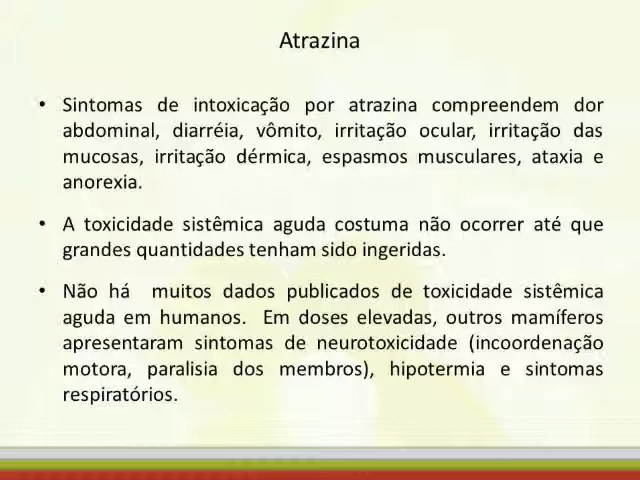 Atrazina
• Sintomas de intoxicação por atrazina compreendem dor
abdominal, diarréia, vômito, irritação ocular, irritação das
mucosas, irritação dérmica, espasmos musculares, ataxia e
anorexia.
• A toxicidade sistêmica aguda costuma não ocorrer até que
grandes quantidades tenham sido ingeridas.
• Não há muitos dados publicados de toxicidade sistêmica
aguda em humanos. Em doses elevadas, outros mamíferos
apresentaram sintomas de neurotoxicidade (incoordenação
motora, paralisia dos membros), hipotermia e sintomas
respiratórios.